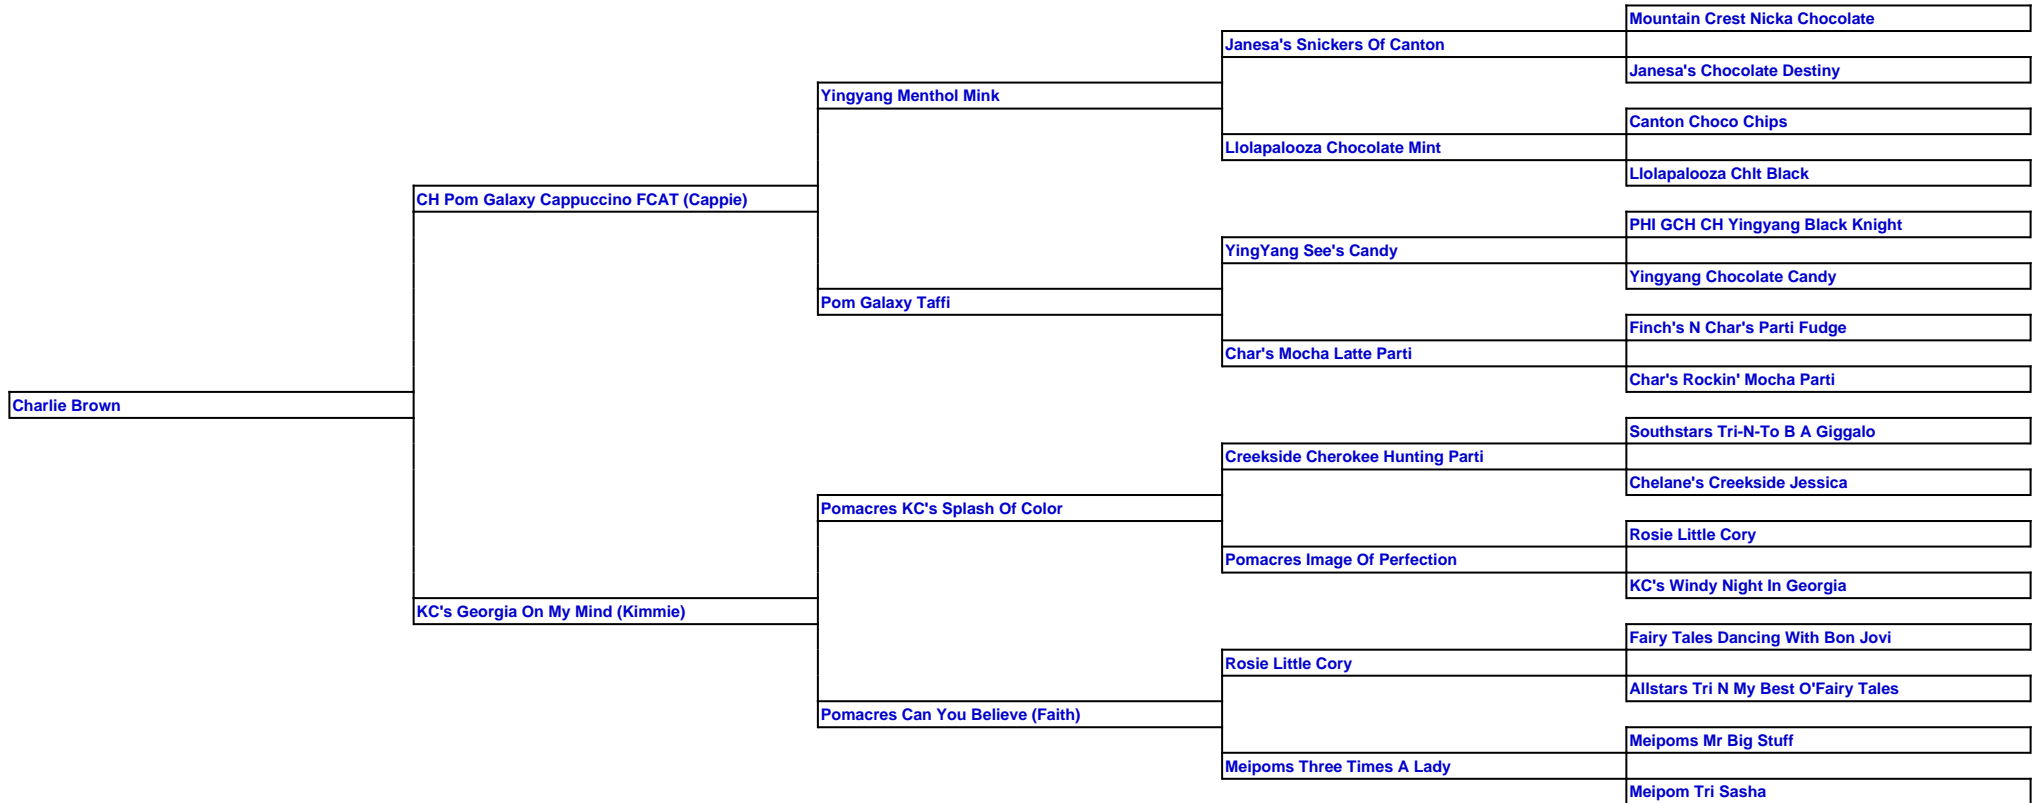 Mountain Crest Nicka Chocolate
Janesa's Snickers Of Canton
Janesa's Chocolate Destiny
Yingyang Menthol Mink
Canton Choco Chips
Llolapalooza Chocolate Mint
Llolapalooza Chlt Black
CH Pom Galaxy Cappuccino FCAT (Cappie)
PHI GCH CH Yingyang Black Knight
YingYang See's Candy
Yingyang Chocolate Candy
Pom Galaxy Taffi
Finch's N Char's Parti Fudge
Char's Mocha Latte Parti
Char's Rockin' Mocha Parti
Charlie Brown
Southstars Tri-N-To B A Giggalo
Creekside Cherokee Hunting Parti
Chelane's Creekside Jessica
Pomacres KC's Splash Of Color
Rosie Little Cory
Pomacres Image Of Perfection
KC's Windy Night In Georgia
KC's Georgia On My Mind (Kimmie)
Fairy Tales Dancing With Bon Jovi
Rosie Little Cory
Allstars Tri N My Best O'Fairy Tales
Pomacres Can You Believe (Faith)
Meipoms Mr Big Stuff
Meipoms Three Times A Lady
Meipom Tri Sasha